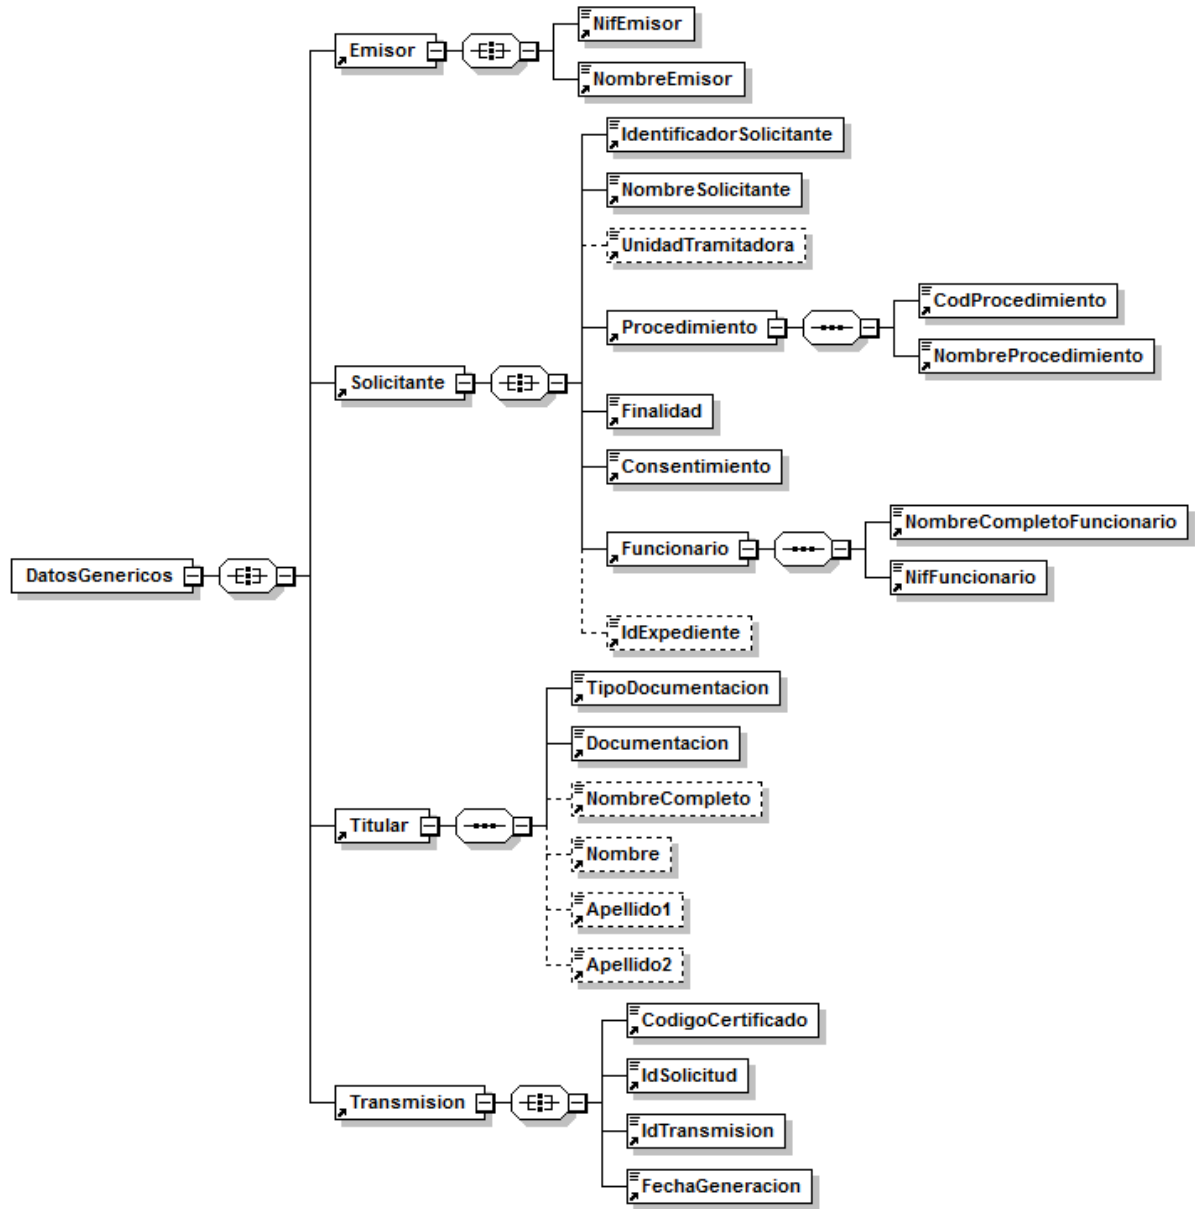 NifEmisor
Emisor
NombreEmisor
IdentificadorSolicitante
NombreSolicitante
UnidadTramitadora
CodProcedimiento
Procedimiento
NombreProcedimiento
Solicitante
Finalidad
Consentimiento
NombreCompletoFuncionario
Funcionario
DatosGenericos
NifFuncionario
IdExpediente
TipoDocumentacion
Documentacion
NombreCompleto
Titular
Nombre
Apellido1
Apellido2
CodigoCertificado
IdSolicitud
Transmision
IdTransmision
FechaGeneracion